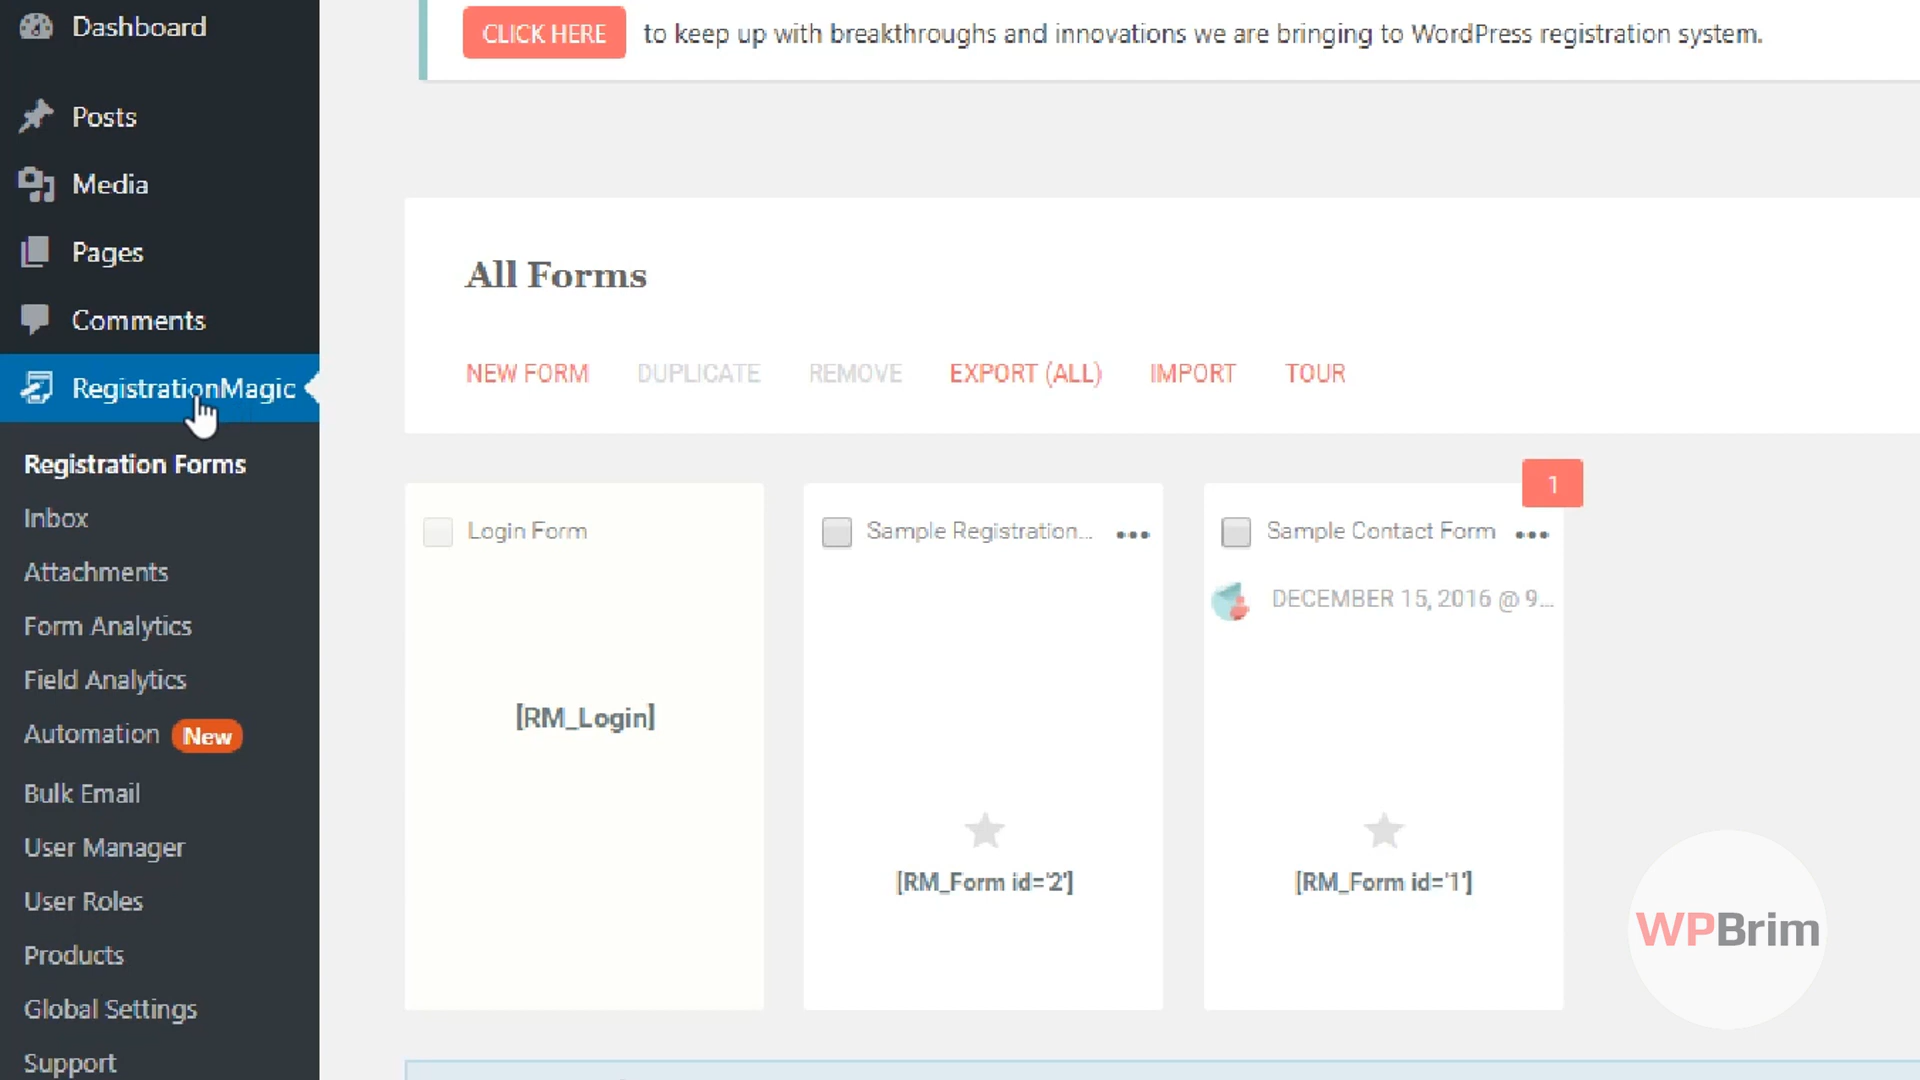 Dashboard
Posts
Media
Pages
Comments
RegistrationMagic
Registration Forms
Inbox
Attachments
Form Analytics
Field Analytics
Automation New
Bulk Email
User Manager
User Roles
Products
Global Settings
Support
CLICK HERE to keep up with breakthroughs and innovations we are bringing to WordPress registration system.
All Forms
NEW FORM DUPLICATE REMOVE EXPORT (ALL) IMPORT TOUR
Login Form
[RM_Login]
Sample Registration...
[RM_Form id='2']
1
Sample Contact Form
DECEMBER 15, 2016 @ 9...
[RM_Form id='1']
WPBrim